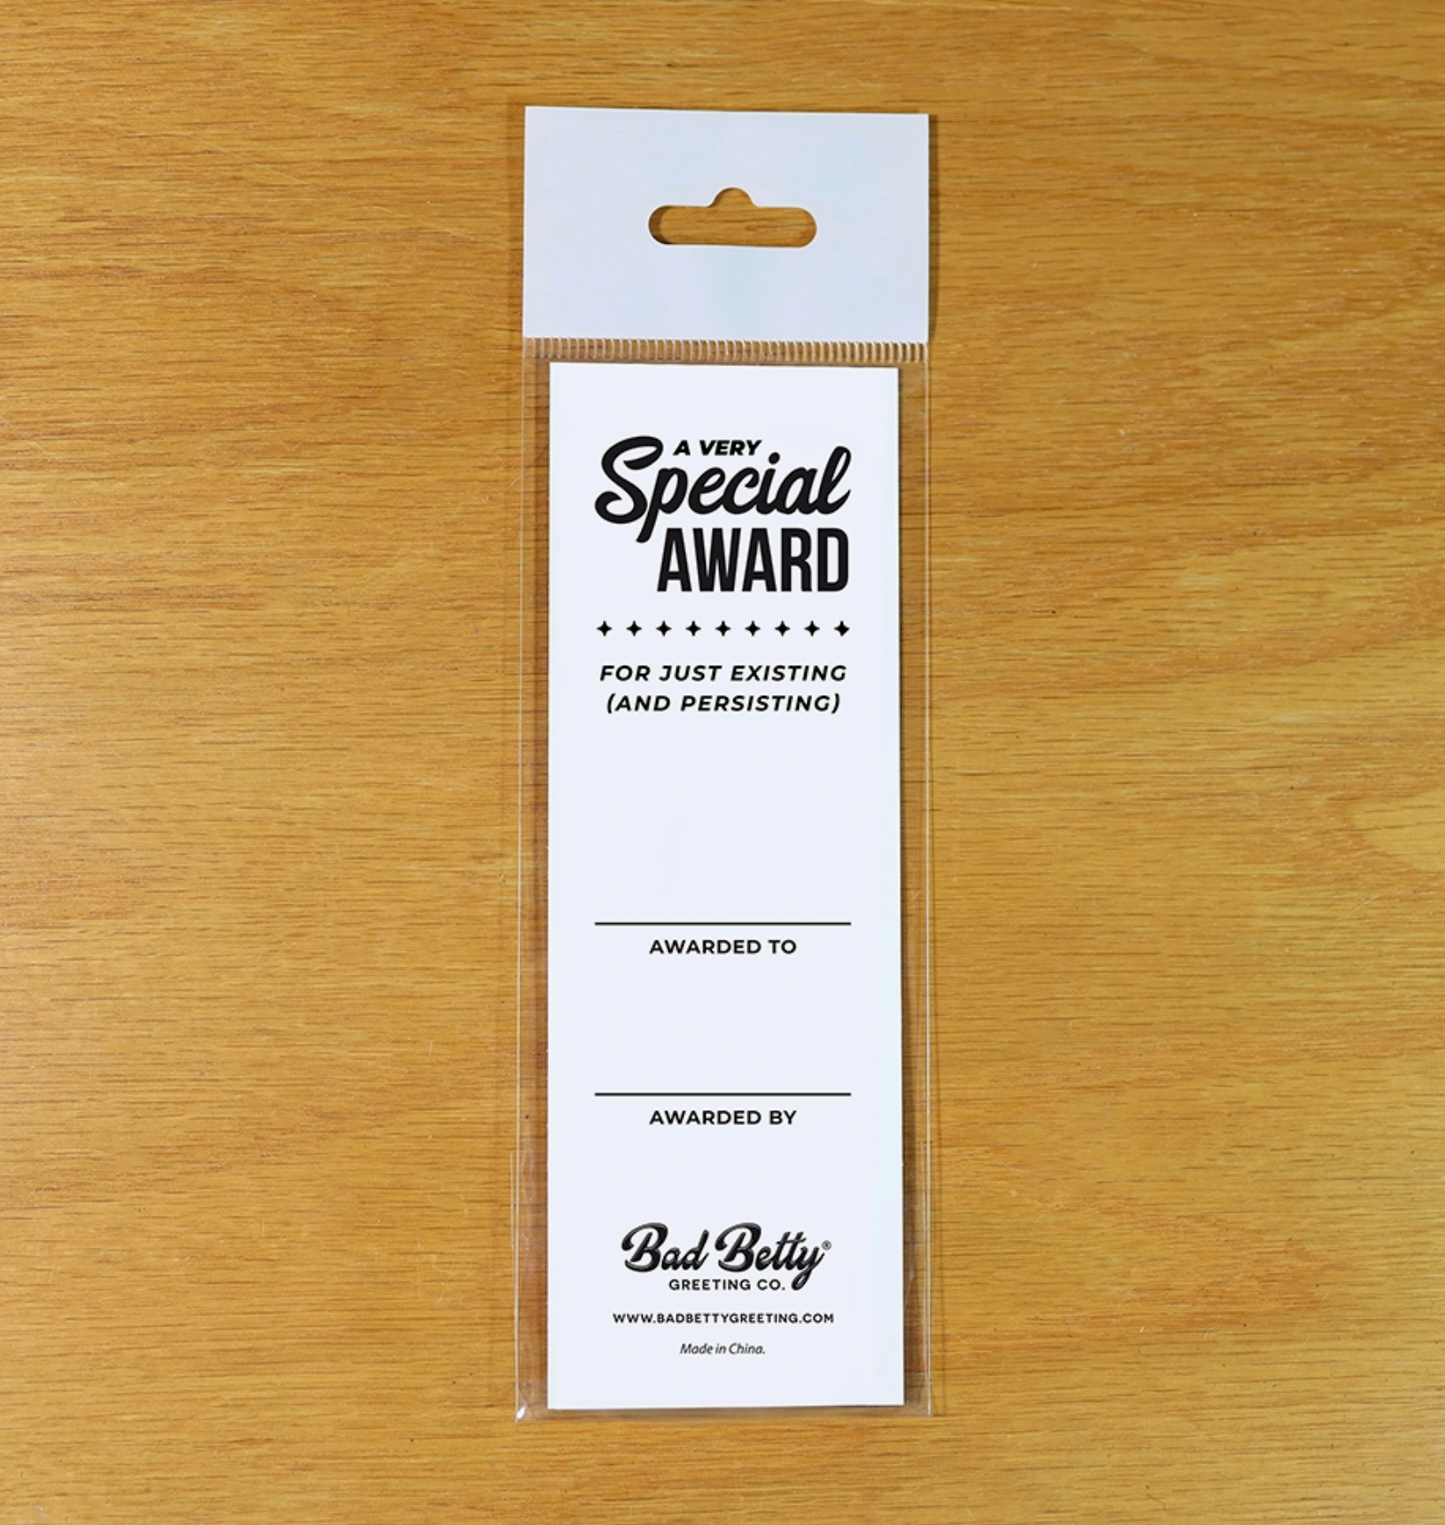 A VERY
Special
AWARD
FOR JUST EXISTING
(AND PERSISTING)
AWARDED TO
AWARDED BY
Bad Betty®
GREETING CO.
WWW.BADBETTYGREETING.COM
Made in China.